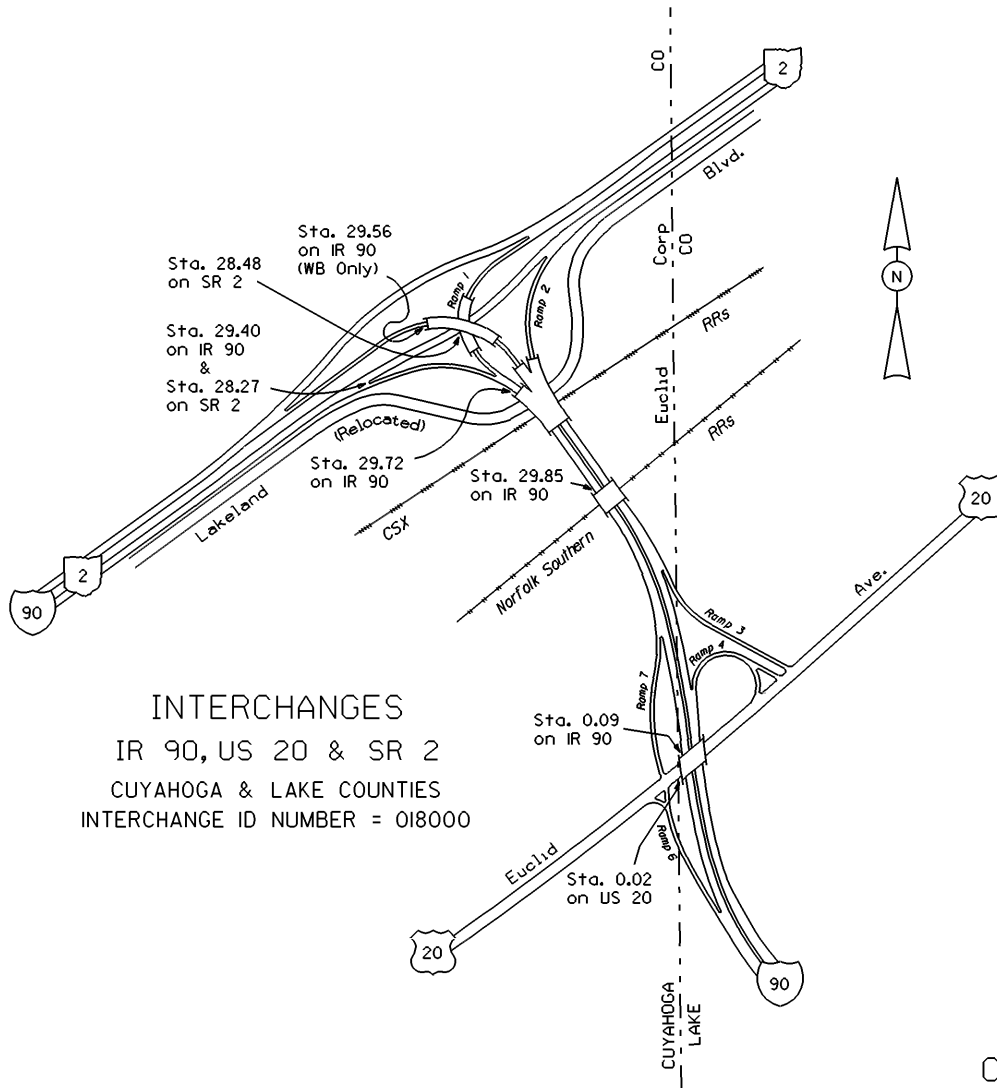 CO
2
Blvd.
Sta. 29.56
on IR 90
(WB Only)
Corp
CO
Sta. 28.48
on SR 2
N
Ramp 1
Ramp 2
RRs
Sta. 29.40
on IR 90
&
Sta. 28.27
on SR 2
Euclid
RRs
(Relocated)
Sta. 29.72
on IR 90
Sta. 29.85
on IR 90
20
Lakeland
CSX
2
90
Norfolk Southern
Ave.
Ramp 3
Ramp 4
Ramp 7
INTERCHANGES
IR 90, US 20 & SR 2
CUYAHOGA & LAKE COUNTIES
INTERCHANGE ID NUMBER = 018000
Sta. 0.09
on IR 90
Ramp 6
Euclid
Sta. 0.02
on US 20
20
90
CUYAHOGA
LAKE